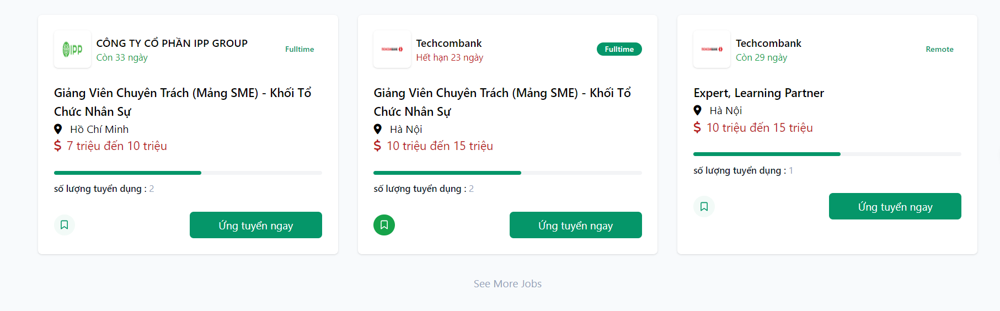 IPP
CÔNG TY CỔ PHẦN IPP GROUP
Còn 33 ngày
Fulltime
Giảng Viên Chuyên Trách (Mảng SME) - Khối Tổ
Chức Nhân Sự
Hồ Chí Minh
$ 7 triệu đến 10 triệu
số lượng tuyển dụng : 2
Ứng tuyển ngay
TECHCOMBANK
Techcombank
Hết hạn 23 ngày
Fulltime
Giảng Viên Chuyên Trách (Mảng SME) - Khối Tổ
Chức Nhân Sự
Hà Nội
$ 10 triệu đến 15 triệu
số lượng tuyển dụng : 2
Ứng tuyển ngay
TECHCOMBANK
Techcombank
Còn 29 ngày
Remote
Expert, Learning Partner
Hà Nội
$ 10 triệu đến 15 triệu
số lượng tuyển dụng : 1
Ứng tuyển ngay
See More Jobs